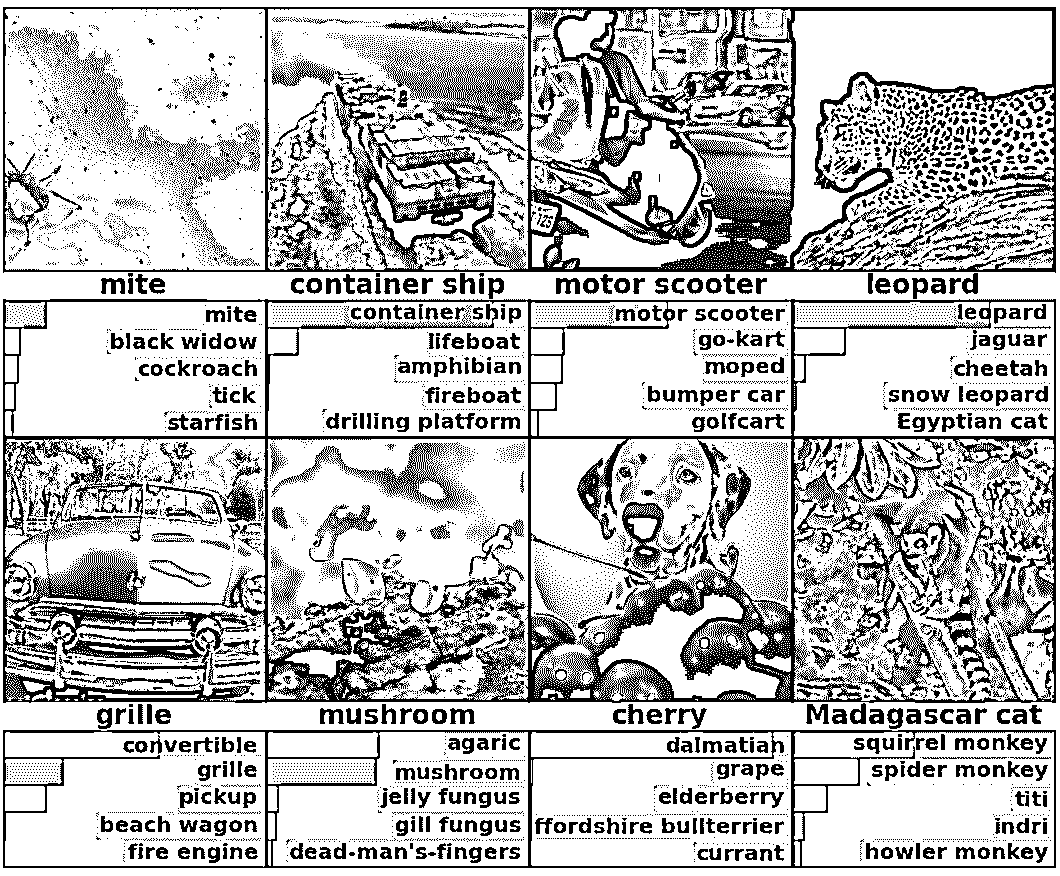 mite
container ship
motor scooter
leopard
mite
black widow
cockroach
tick
starfish
container ship
lifeboat
amphibian
fireboat
drilling platform
motor scooter
go-kart
moped
bumper car
golfcart
leopard
jaguar
cheetah
snow leopard
Egyptian cat
grille
mushroom
cherry
Madagascar cat
convertible
grille
pickup
beach wagon
fire engine
agaric
mushroom
jelly fungus
gill fungus
dead-man's-fingers
dalmatian
grape
elderberry
ffordshire bullterrier
currant
squirrel monkey
spider monkey
titi
indri
howler monkey